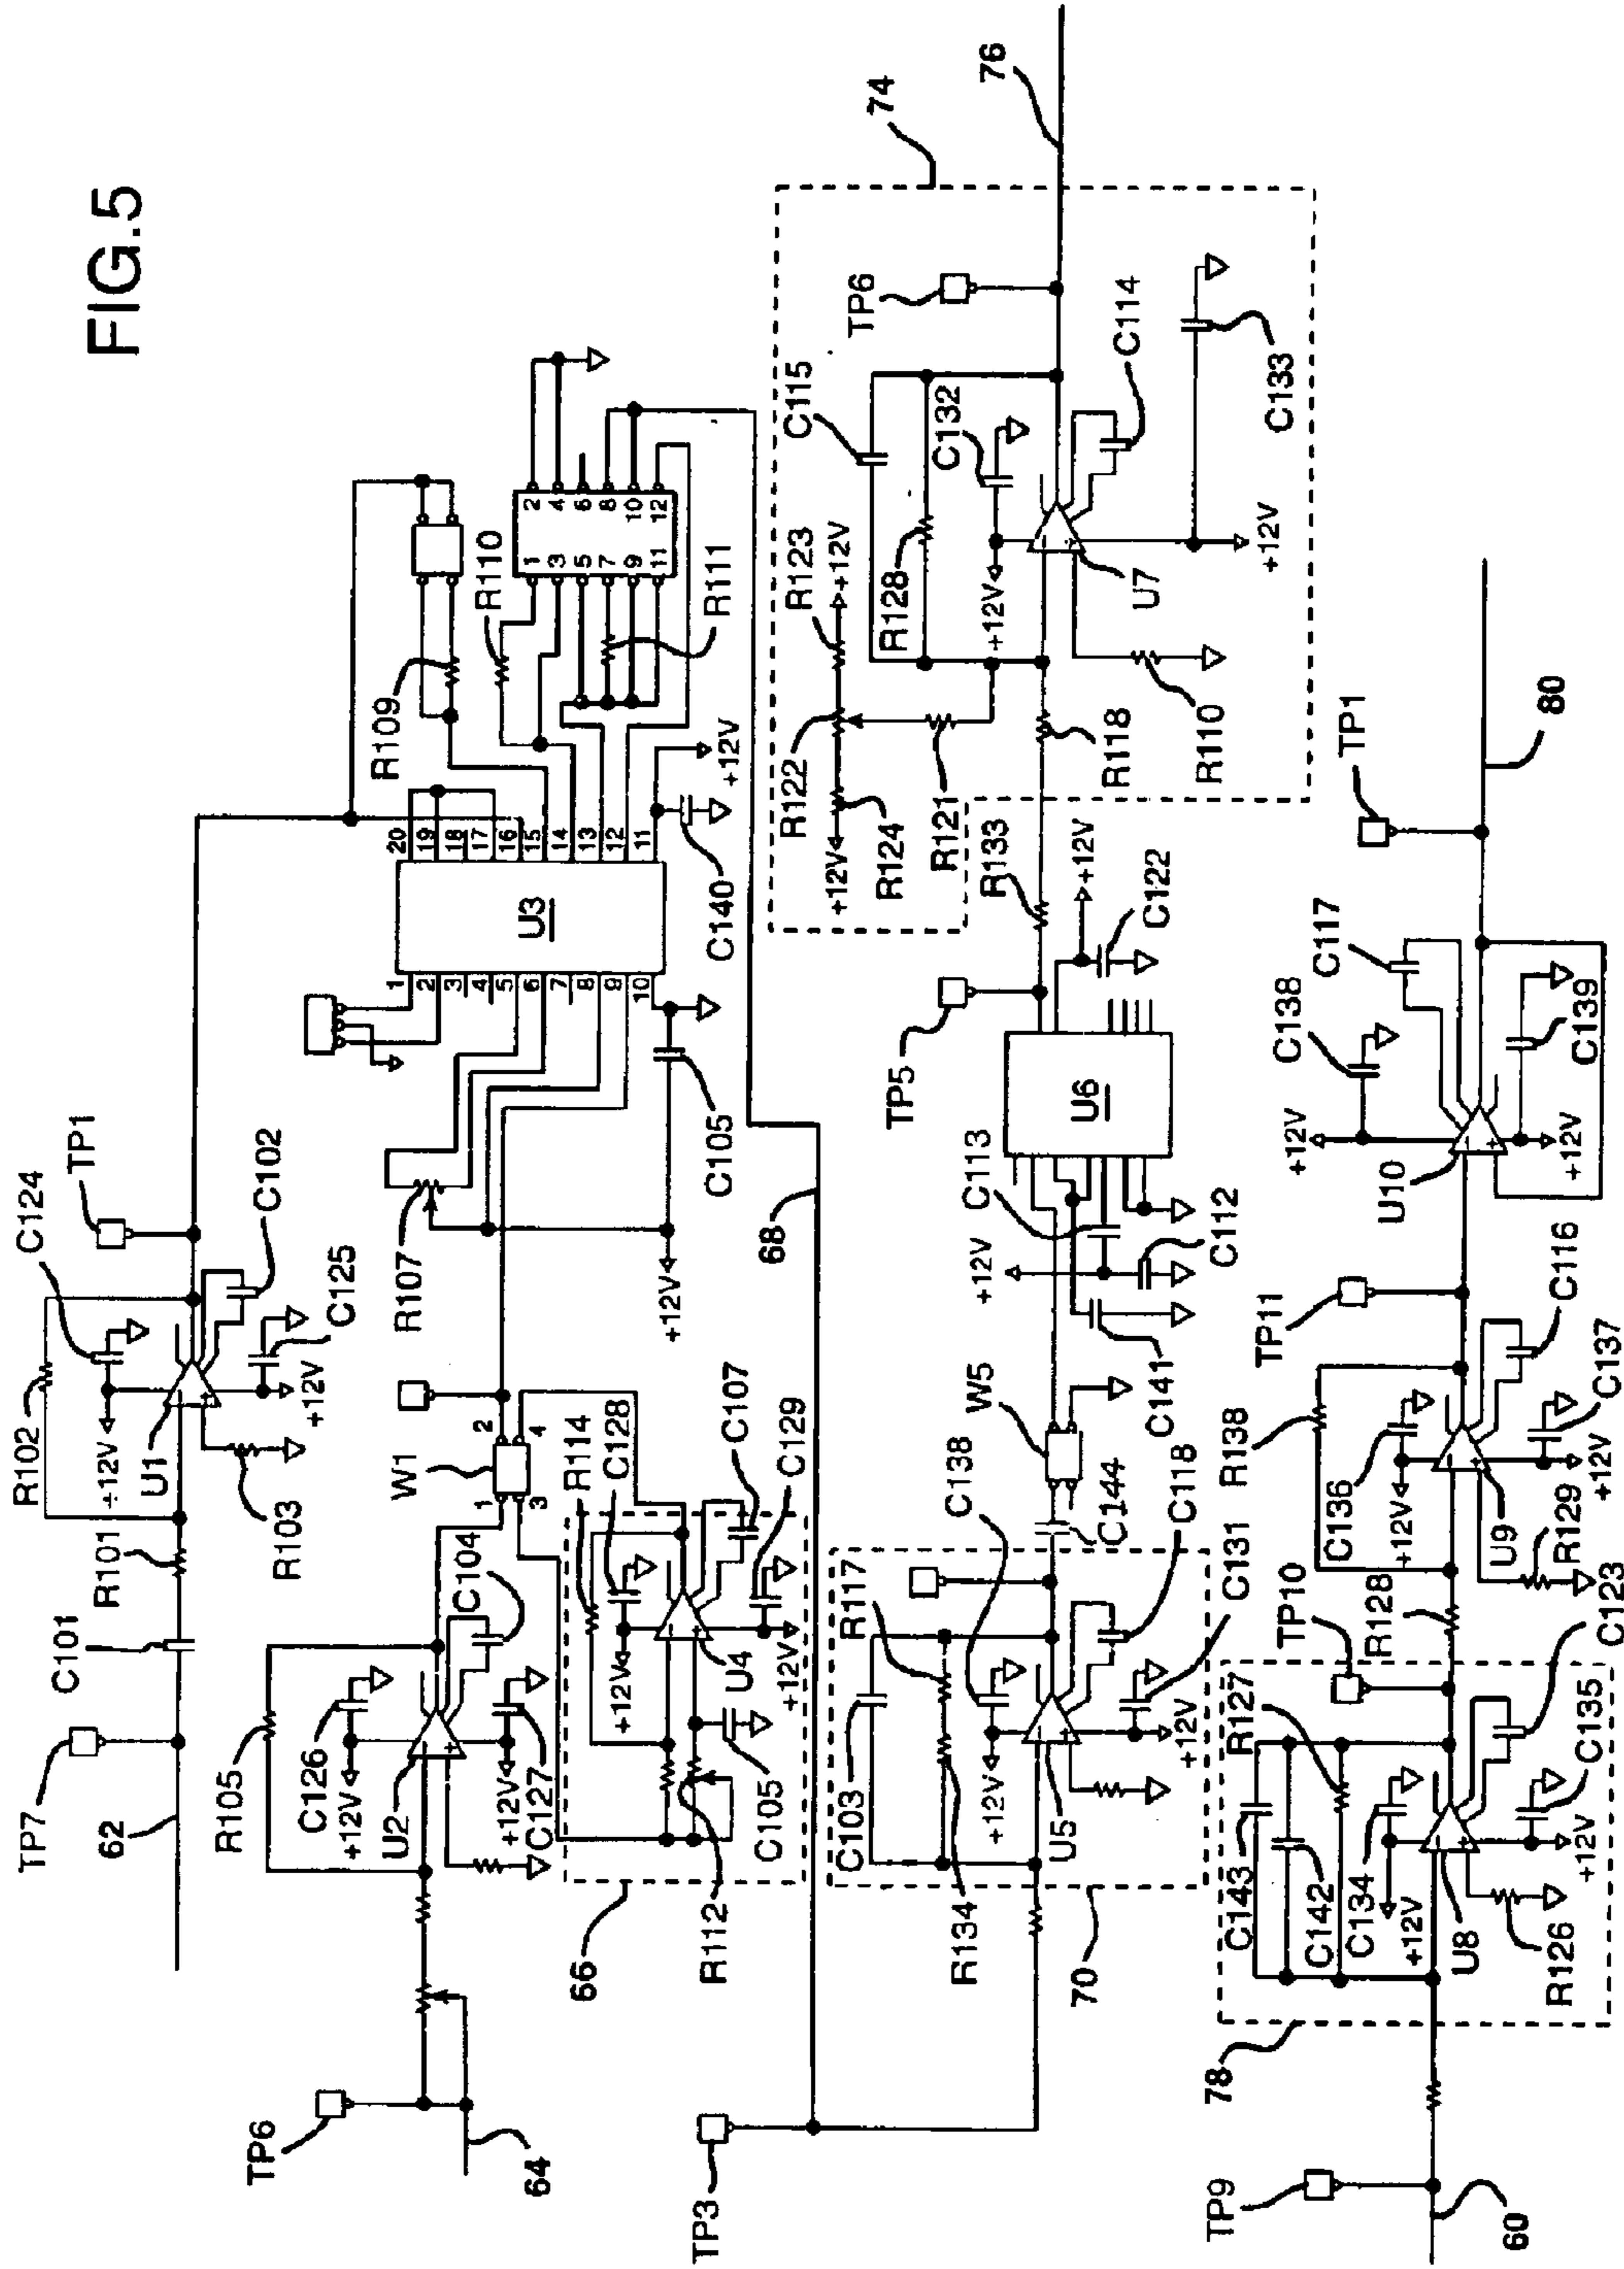 FIG.5
TP7
62
C101
R101
R102
U1
+12V
C124
TP1
C102
C125
+12V
R103
TP6
64
R105
C126
+12V
U2
C104
+12V
C127
W1
1
2
3
4
R107
+12V
C105
1
2
3
4
5
6
7
8
9
10
U3
20
19
18
17
16
15
14
13
12
11
C140
+12V
R109
R110
R111
1
3
5
7
9
11
2
4
6
8
10
12
66
R112
C105
R114
C128
+12V
U4
C107
C129
+12V
68
TP3
70
C103
R134
R117
C138
+12V
U5
C118
C131
+12V
C144
W5
C141
+12V
C113
C112
U6
TP5
+12V
C122
R133
74
R122
R123
+12V
+12V
R124
R121
R118
R110
C115
R128
C132
+12V
U7
TP6
C114
C133
+12V
76
TP9
60
78
C143
C142
C134
+12V
U8
R126
R127
TP10
R128
C123
C135
+12V
R138
C136
+12V
U9
R129
TP11
C116
C137
+12V
U10
+12V
C138
C117
C139
+12V
TP1
80